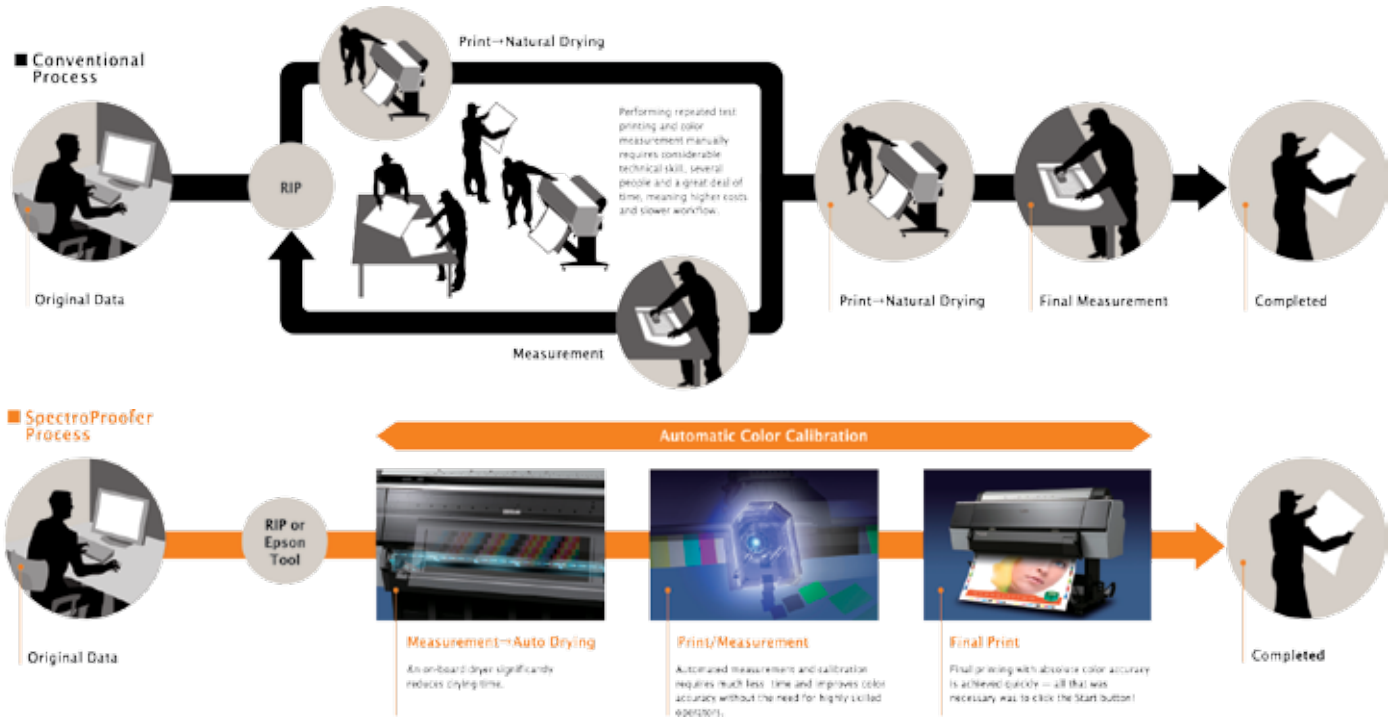 Conventional
Process
Print→Natural Drying
Performing repeated test
printing and color
measurement manually
requires considerable
technical skill, several
people and a great deal of
time, meaning higher costs
and slower workflow.
RIP
Original Data
Measurement
Print→Natural Drying
Final Measurement
Completed
SpectroProofer
Process
Automatic Color Calibration
RIP or
Epson
Tool
Original Data
Measurement→Auto Drying
An on-board dryer significantly
reduces drying time.
Print/Measurement
Automated measurement and calibration
requires much less time and improves color
accuracy without the need for highly skilled
operators.
Final Print
Final printing with absolute color accuracy
is achieved quickly — all that was
necessary was to click the Start button!
Completed